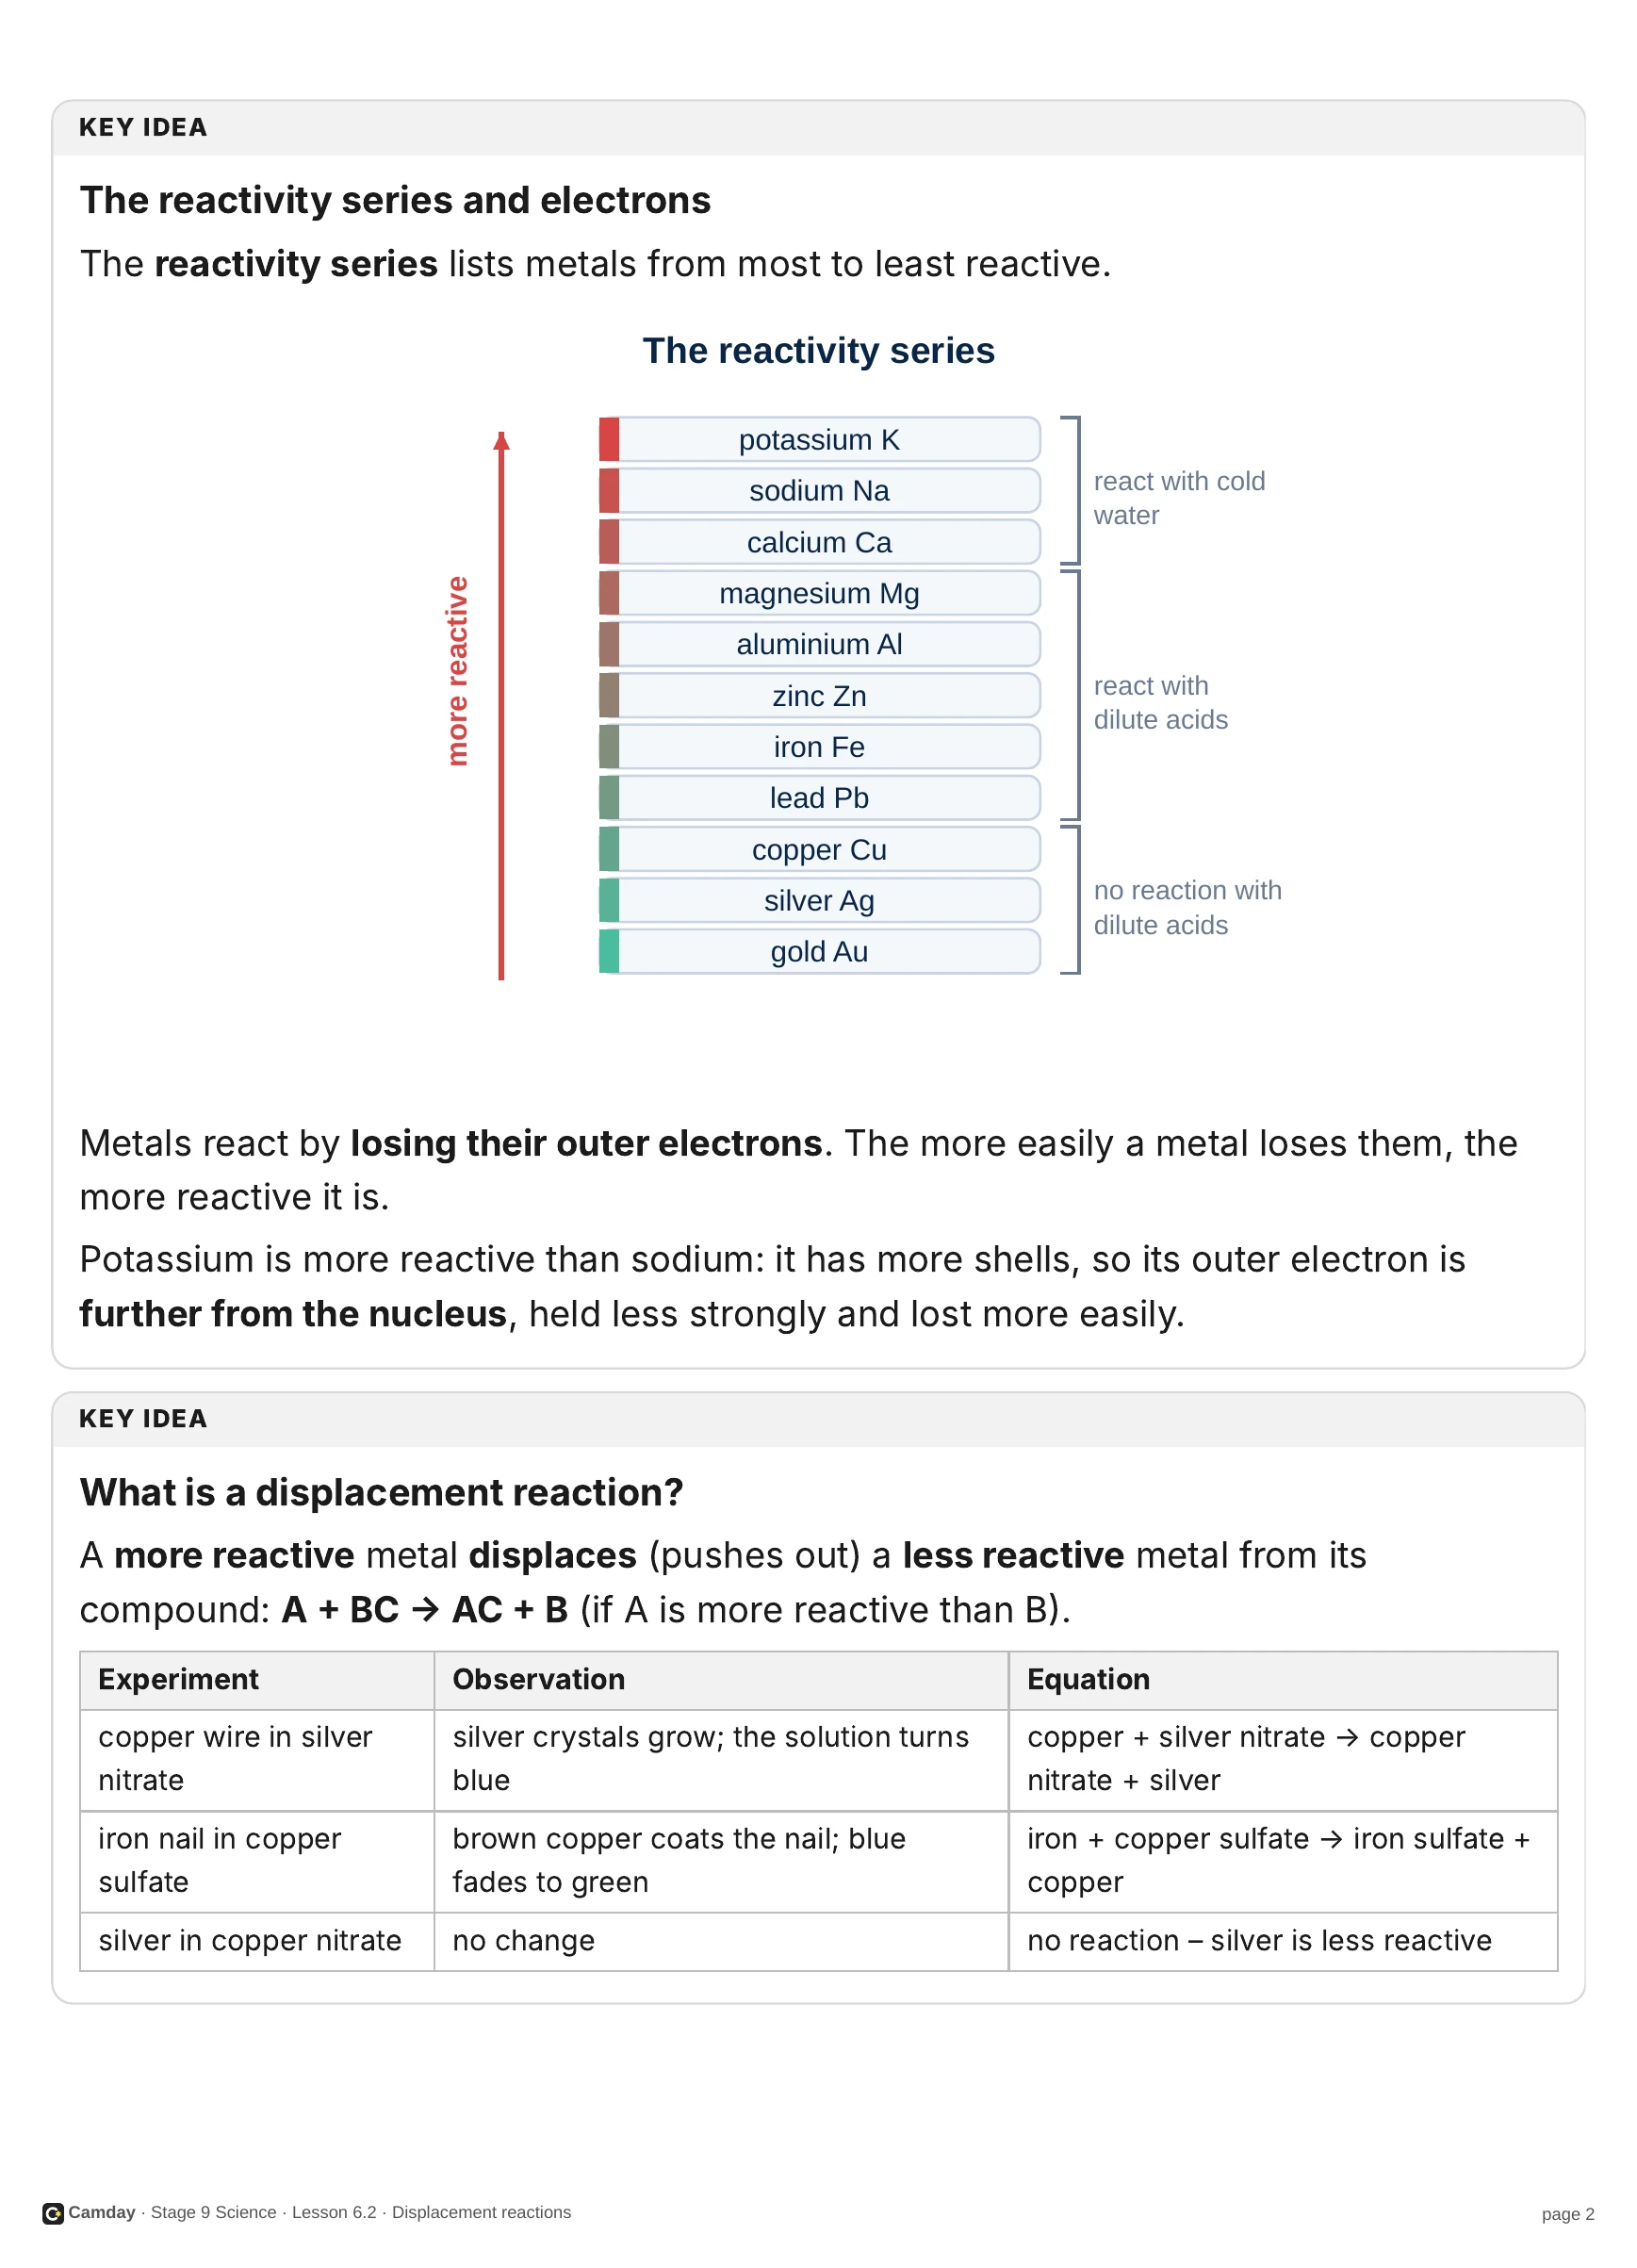 KEY IDEA
The reactivity series and electrons
The reactivity series lists metals from most to least reactive.
The reactivity series
more reactive
potassium K
sodium Na
calcium Ca
magnesium Mg
aluminium Al
zinc Zn
iron Fe
lead Pb
copper Cu
silver Ag
gold Au
react with cold
water
react with
dilute acids
no reaction with
dilute acids
Metals react by losing their outer electrons. The more easily a metal loses them, the
more reactive it is.
Potassium is more reactive than sodium: it has more shells, so its outer electron is
further from the nucleus, held less strongly and lost more easily.
KEY IDEA
What is a displacement reaction?
A more reactive metal displaces (pushes out) a less reactive metal from its
compound: A + BC → AC + B (if A is more reactive than B).
Experiment
Observation
Equation
copper wire in silver
nitrate
silver crystals grow; the solution turns
blue
copper + silver nitrate → copper
nitrate + silver
iron nail in copper
sulfate
brown copper coats the nail; blue
fades to green
iron + copper sulfate → iron sulfate +
copper
silver in copper nitrate
no change
no reaction – silver is less reactive
Camday · Stage 9 Science · Lesson 6.2 · Displacement reactions
page 2